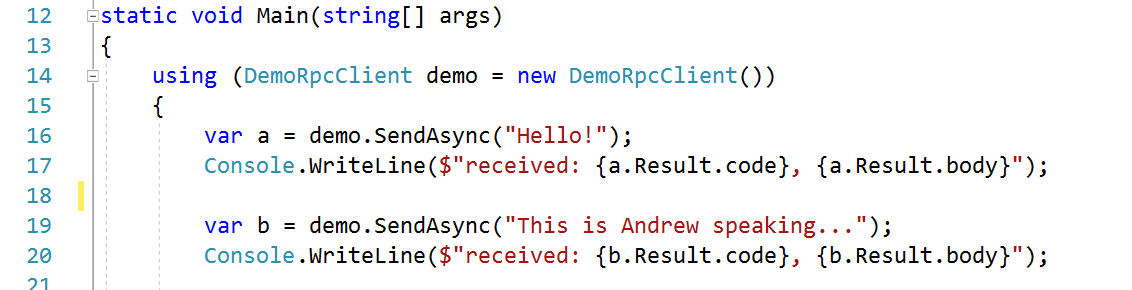 12 static void Main(string[] args)
13 {
14 using (DemoRpcClient demo = new DemoRpcClient())
15 {
16 var a = demo.SendAsync("Hello!");
17 Console.WriteLine($"received: {a.Result.code}, {a.Result.body}");
18
19 var b = demo.SendAsync("This is Andrew speaking...");
20 Console.WriteLine($"received: {b.Result.code}, {b.Result.body}");
21